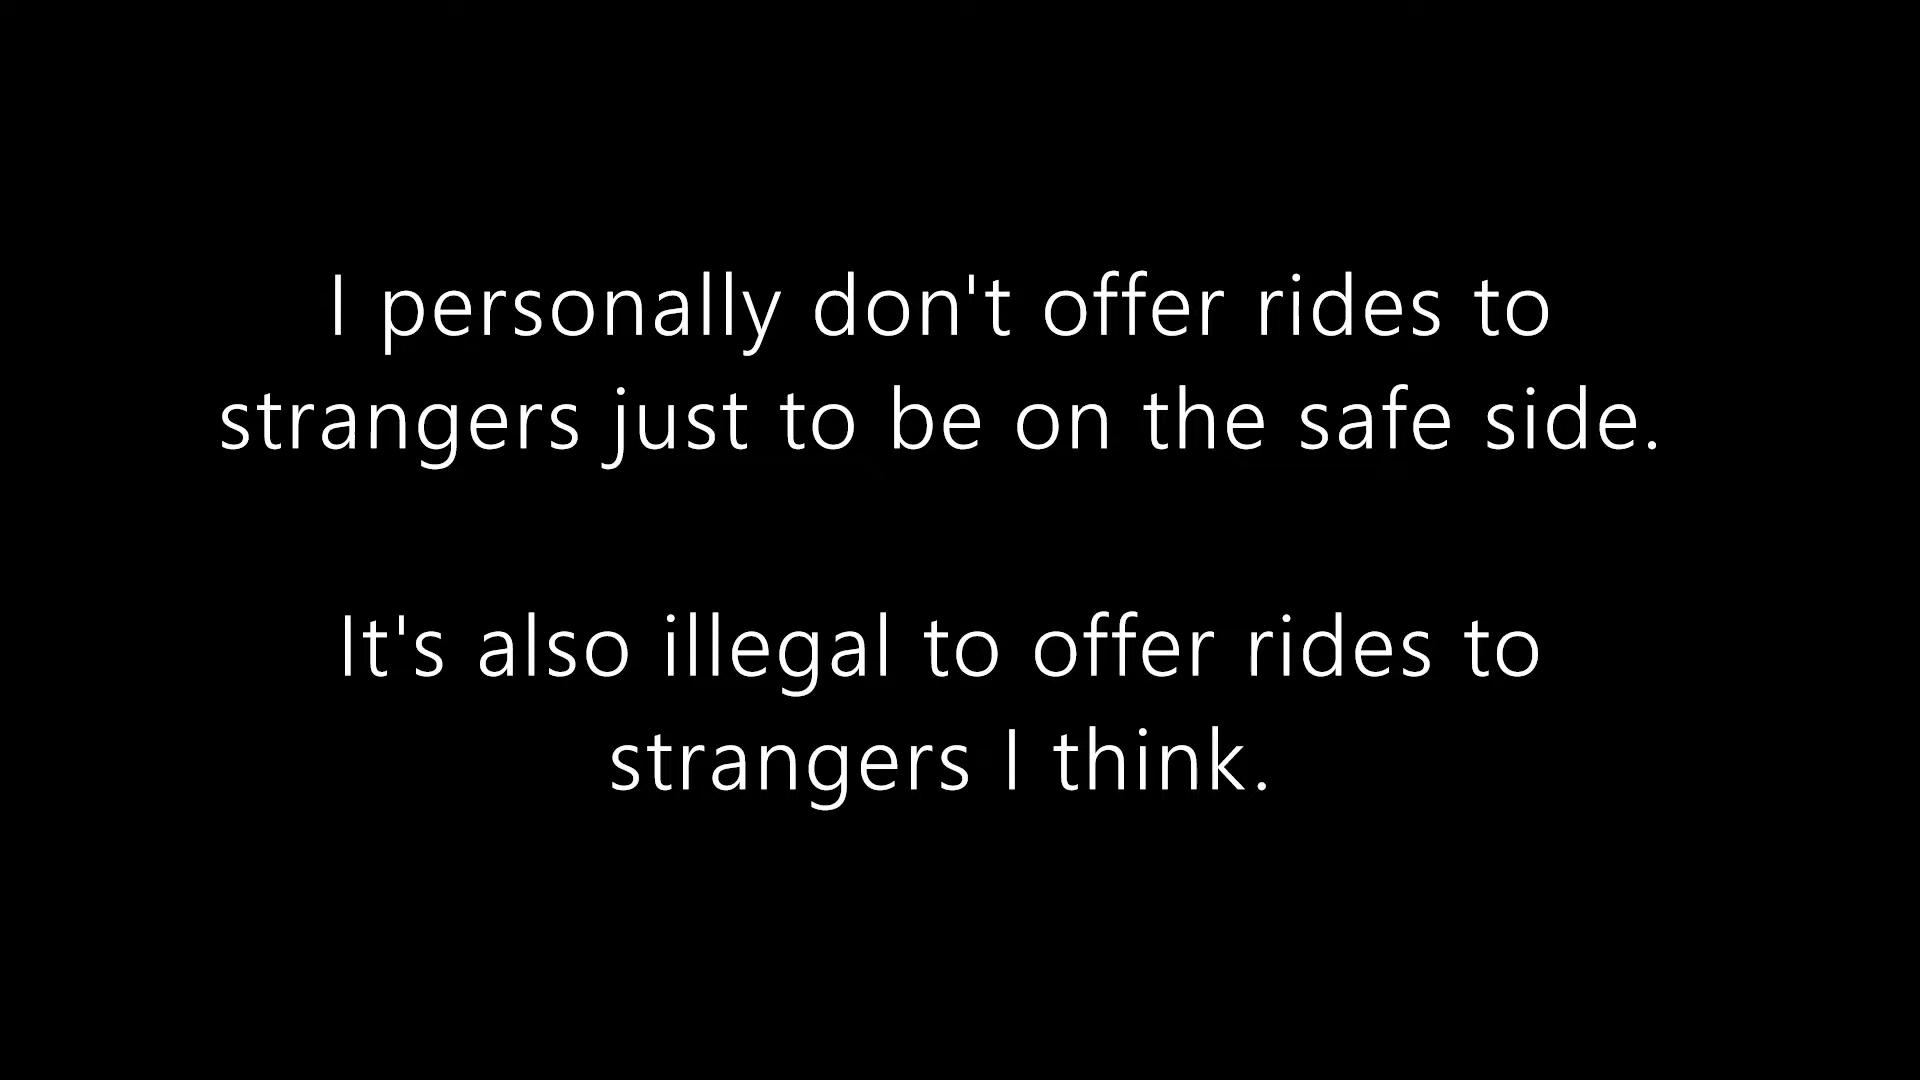 I personally don't offer rides to
strangers just to be on the safe side.
It's also illegal to offer rides to
strangers I think.